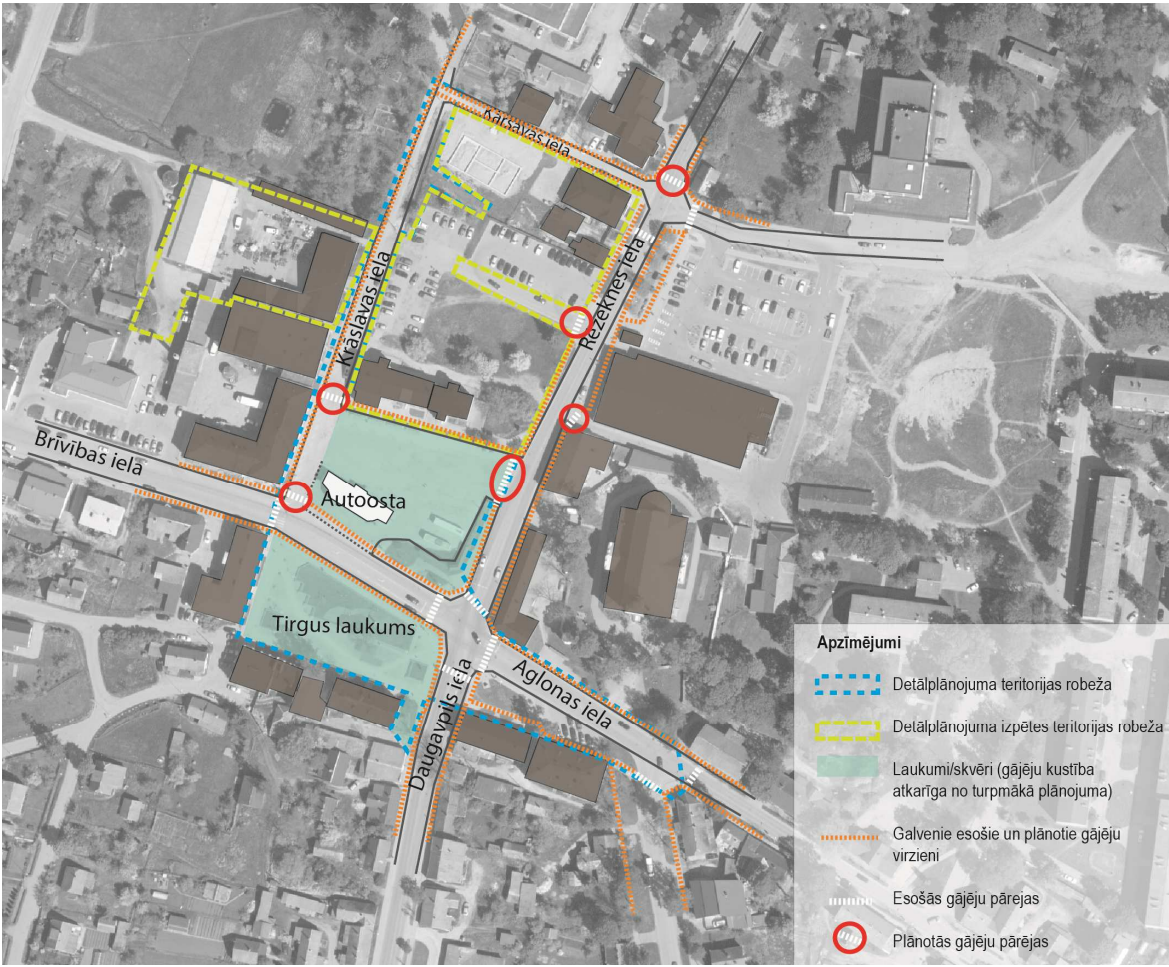 Kārsavas iela
Krāslavas iela
Rēzeknes iela
Brīvības iela
Autoosta
Tirgus laukums
Aglonas iela
Daugavpils iela
Apzīmējumi
Detālplānojuma teritorijas robeža
Detālplānojuma izpētes teritorijas robeža
Laukumi/skvēri (gājēju kustība
atkarīga no turpmākā plānojuma)
Galvenie esošie un plānotie gājēju
virzieni
Esošās gājēju pārejas
Plānotās gājēju pārējas